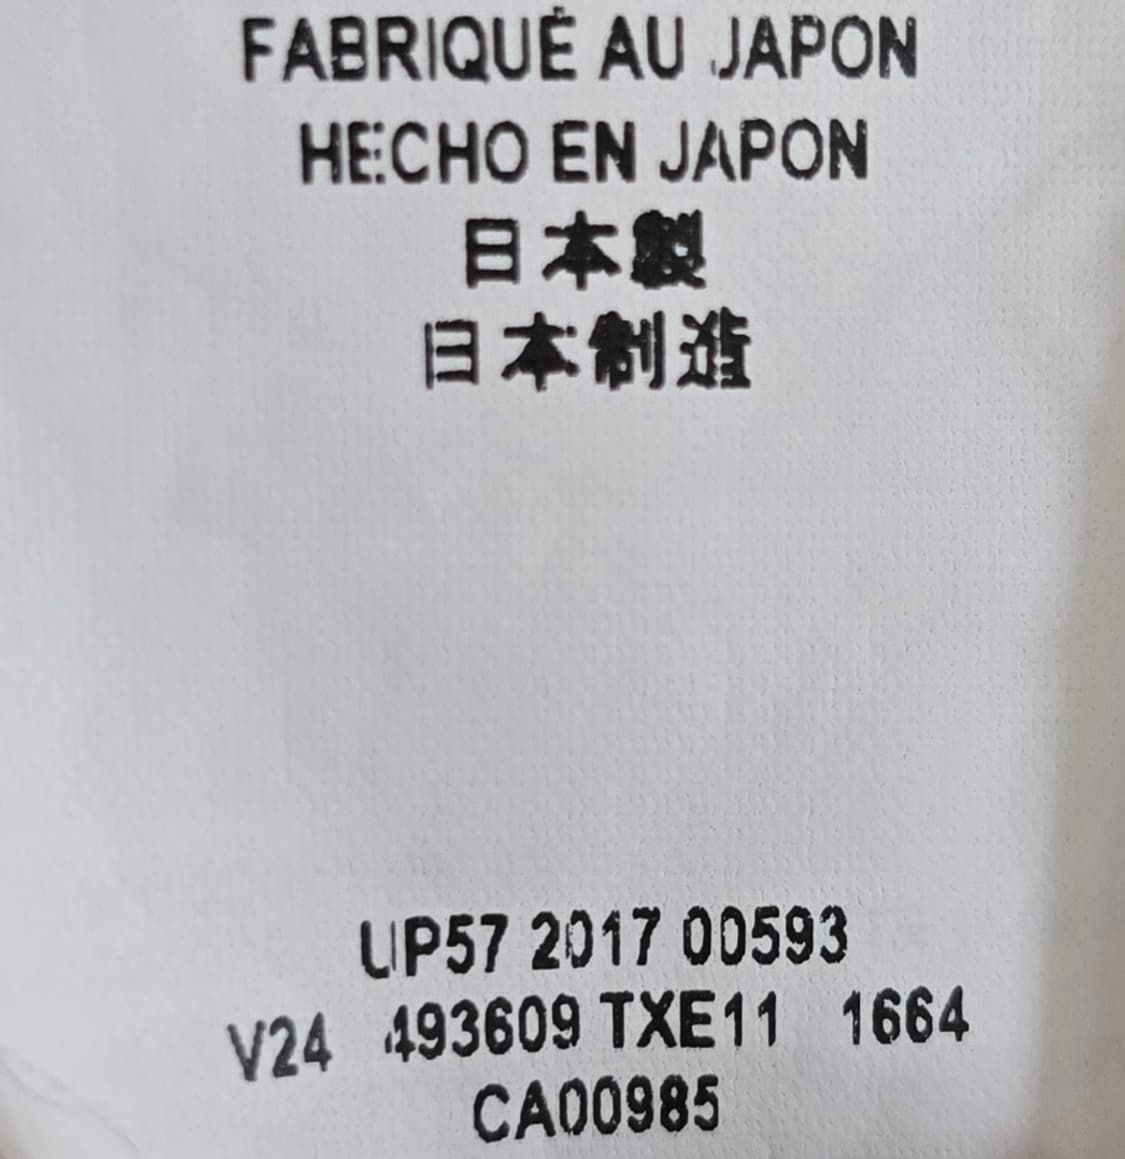 FABRIQUÉ AU JAPON
HECHO EN JAPON
日本製
日本制造
UP57 2017 00593
V24 493609 TXE11 1664
CA00985